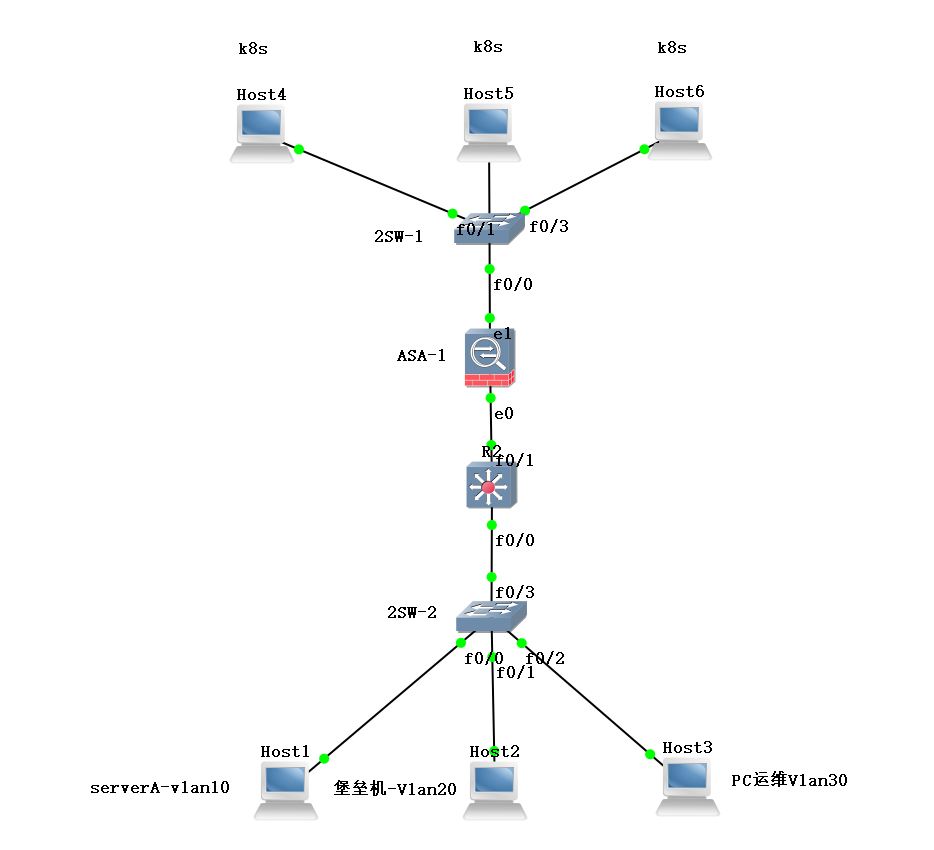 k8s
k8s
k8s
Host4
Host5
Host6
f0/1
f0/3
2SW-1
f0/0
e1
ASA-1
e0
R2
f0/1
f0/0
f0/3
2SW-2
f0/0
f0/2
f0/1
Host1
Host2
Host3
serverA-vlan10
堡垒机-Vlan20
PC运维Vlan30